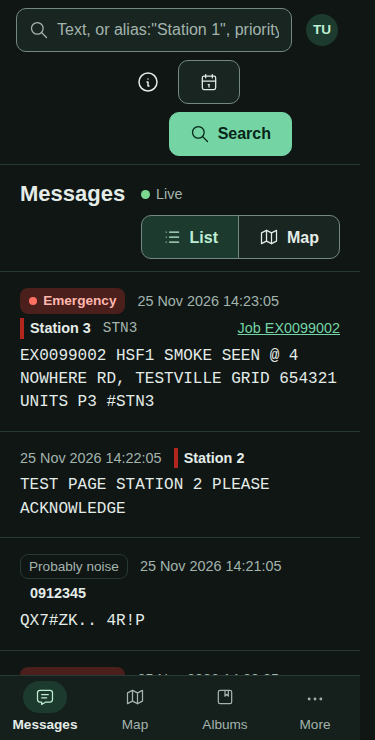 Text, or alias:"Station 1", priority
TU
Search
Messages
Live
List
Map
Emergency
25 Nov 2026 14:23:05
Station 3
STN3
Job EX0099002
EX0099002 HSF1 SMOKE SEEN @ 4
NOWHERE RD, TESTVILLE GRID 654321
UNITS P3 #STN3
25 Nov 2026 14:22:05
Station 2
TEST PAGE STATION 2 PLEASE
ACKNOWLEDGE
Probably noise
25 Nov 2026 14:21:05
0912345
QX7#ZK.. 4R!P
Messages
Map
Albums
More